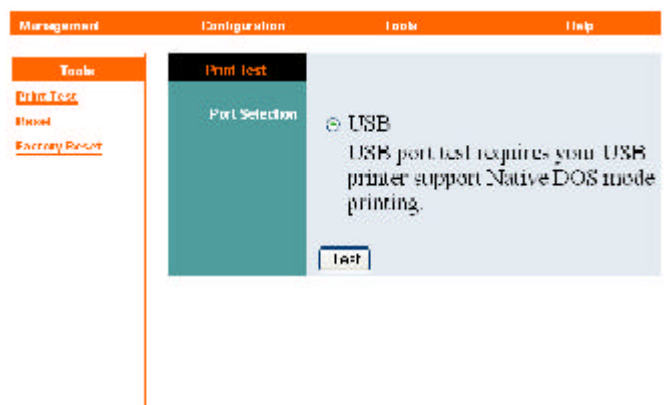 Management Configuration Tools Help
Tools
Print Test
Reset
Factory Reset
Print Test
Port Selection
USB
USB port test requires your USB
printer support Native DOS mode
printing.
Test